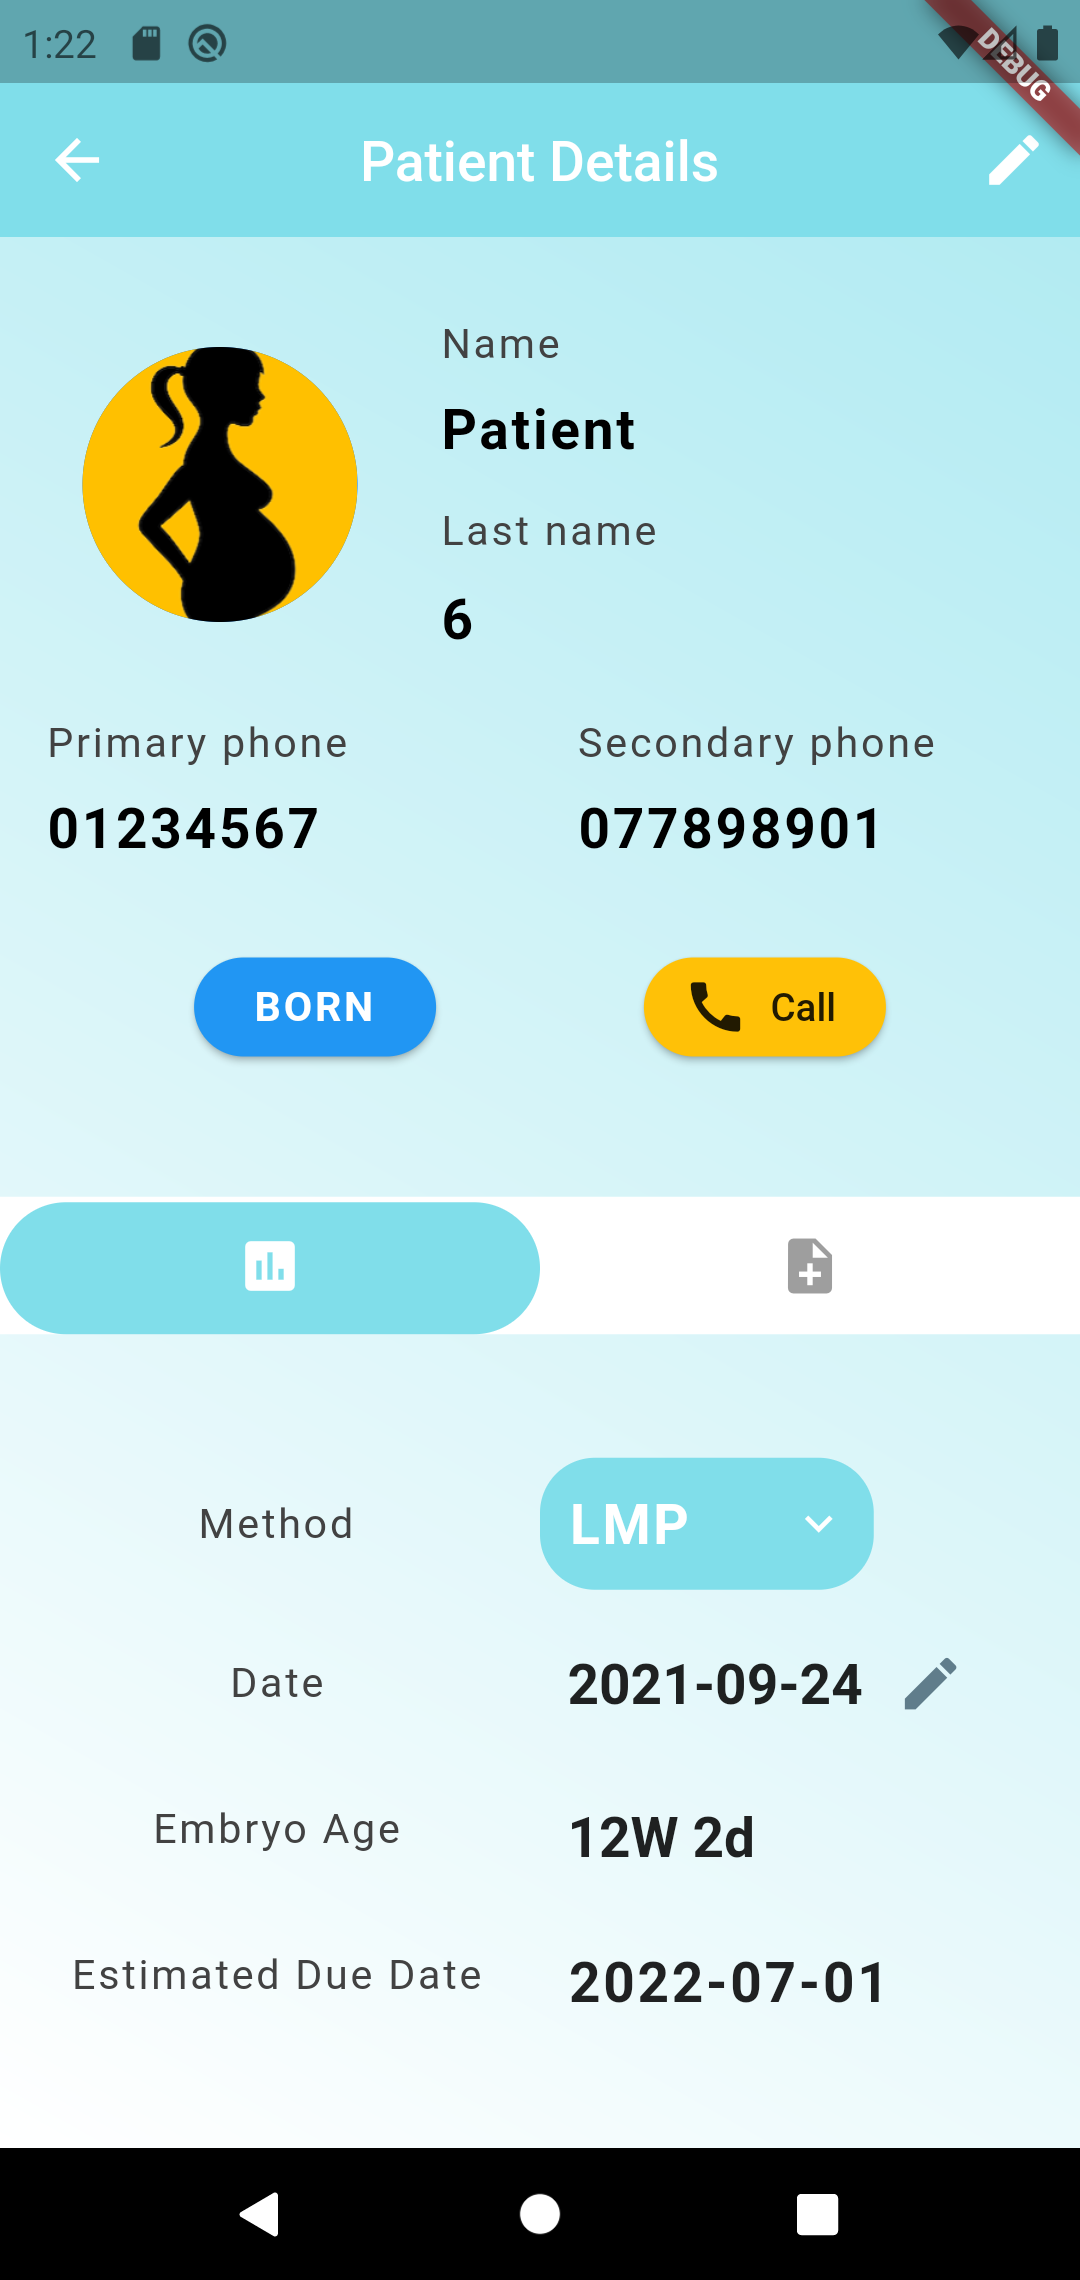 1:22
DEBUG
Patient Details
Name
Patient
Last name
6
Primary phone
Secondary phone
01234567
077898901
BORN
Call
Method
LMP
Date
2021-09-24
Embryo Age
12W 2d
Estimated Due Date
2022-07-01